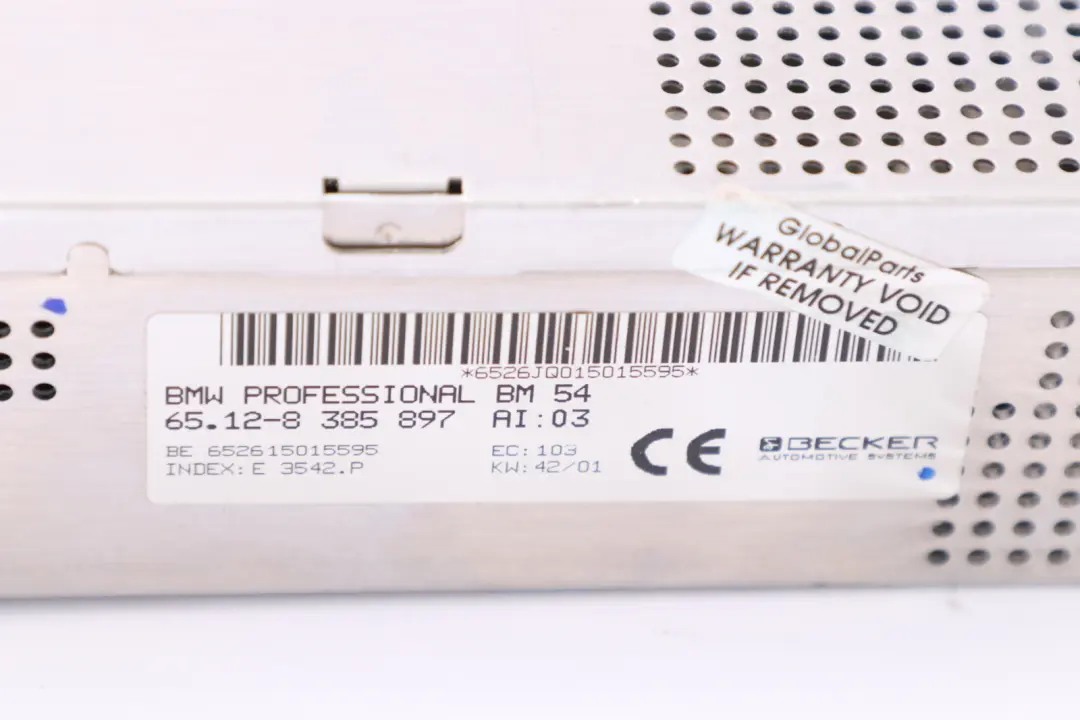 GlobalParts
WARRANTY VOID
IF REMOVED
*6526JQ015015595*
BMW PROFESSIONAL BM 54
65.12-8 385 897 AI:03
BE 652615015595 EC:103
INDEX:E 3542.P KW:42/01
CE
BECKER
AUTOMOTIVE SYSTEMS